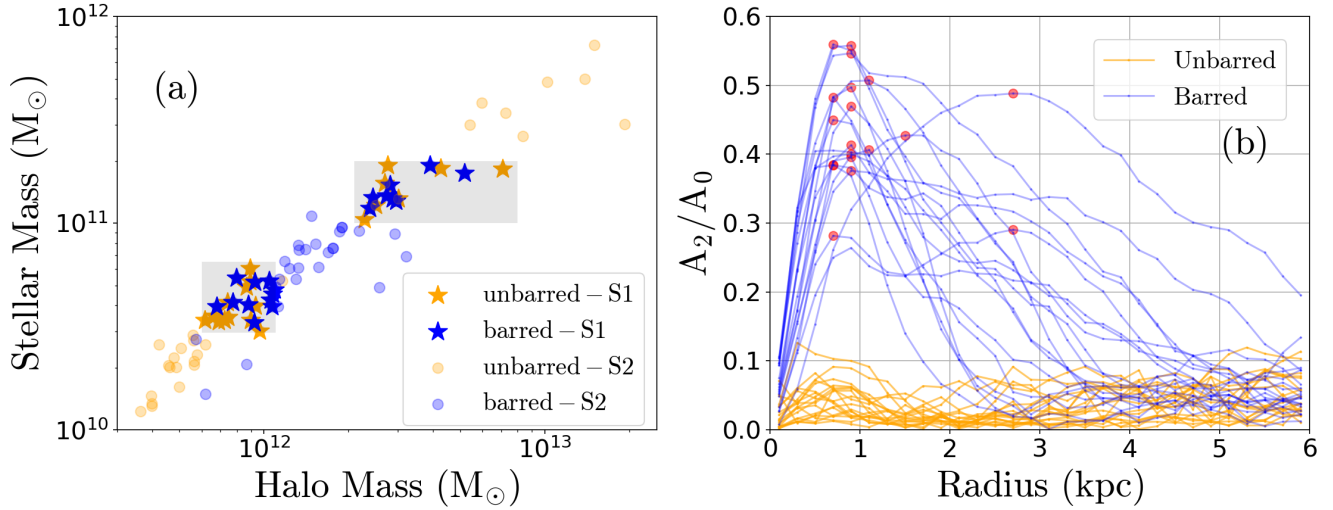 (a)
Stellar Mass (M⊙)
10¹²
10¹¹
10¹⁰
10¹²
10¹³
Halo Mass (M⊙)
unbarred – S1
barred – S1
unbarred – S2
barred – S2
(b)
A₂/A₀
0.6
0.5
0.4
0.3
0.2
0.1
0.0
0 1 2 3 4 5 6
Radius (kpc)
Unbarred
Barred